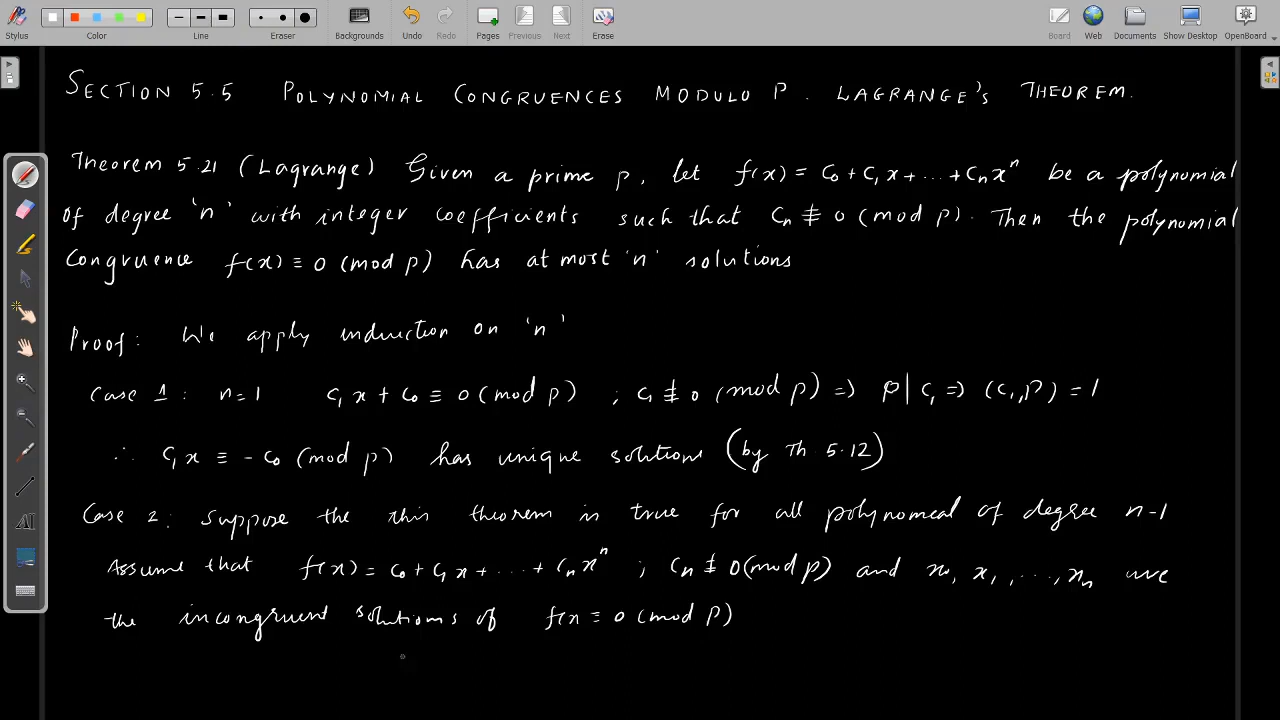 Stylus Color Line Eraser Backgrounds Undo Redo Pages Previous Next Erase Board Web Documents Show Desktop OpenBoard
SECTION 5.5 POLYNOMIAL CONGRUENCES MODULO P. LAGRANGE'S THEOREM.
Theorem 5.21 (Lagrange) Given a prime p, let f(x) = c₀ + c₁x + ... + cₙxⁿ be a polynomial
of degree 'n' with integer coefficients such that cₙ ≢ 0 (mod p). Then the polynomial
Congruence f(x) ≡ 0 (mod p) has at most 'n' solutions
Proof: We apply induction on 'n'
Case 1: n=1 c₁x + c₀ ≡ 0 (mod p) ; c₁ ≢ 0 (mod p) => p | c₁ => (c₁, p) = 1
∴ c₁x ≡ -c₀ (mod p) has unique solutions (by Th 5.12)
Case 2: Suppose the this theorem is true for all polynomial of degree n-1
Assume that f(x) = c₀ + c₁x + ... + cₙxⁿ ; cₙ ≢ 0 (mod p) and x₀, x₁, ..., xₙ are
the incongruent solutions of f(x ≡ 0 (mod p)